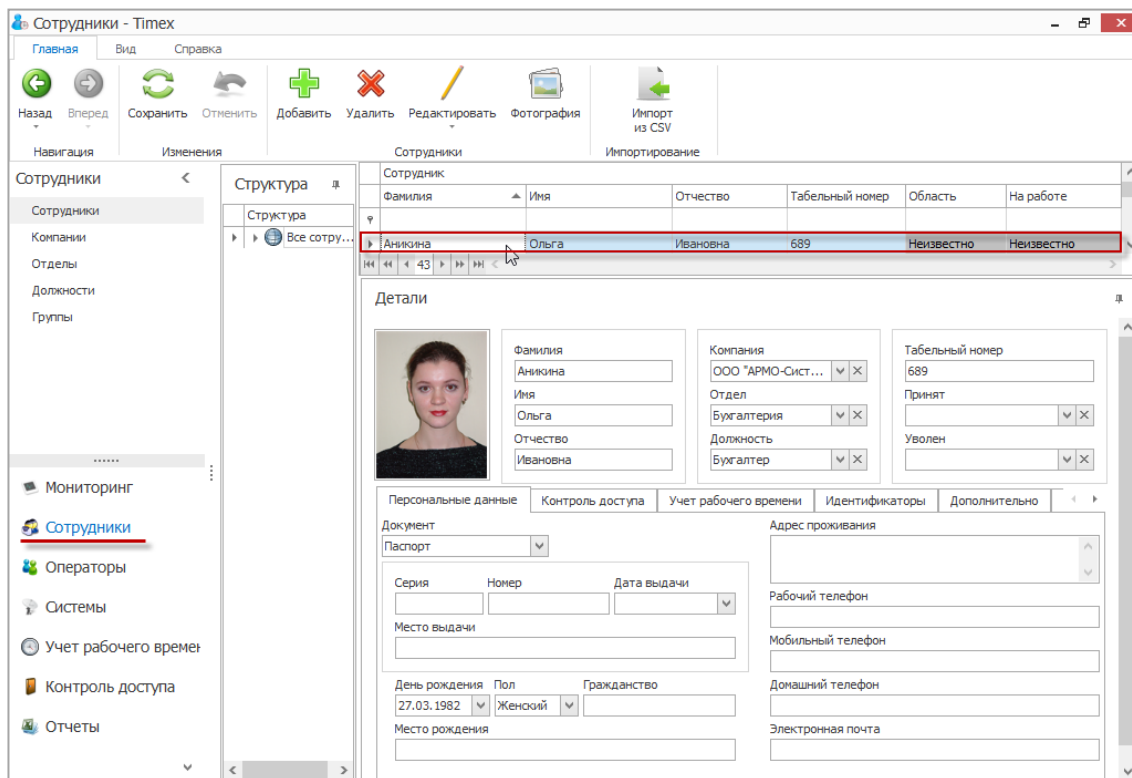 Сотрудники - Timex
Главная Вид Справка
Назад Вперед Сохранить Отменить Добавить Удалить Редактировать Фотография Импорт из CSV
Навигация Изменения Сотрудники Импортирование
Сотрудники
Сотрудники
Компании
Отделы
Должности
Группы
Мониторинг
Сотрудники
Операторы
Системы
Учет рабочего времен
Контроль доступа
Отчеты
Структура
Структура
Все сотру...
Сотрудник
Фамилия Имя Отчество Табельный номер Область На работе
Аникина Ольга Ивановна 689 Неизвестно Неизвестно
43
Детали
Фамилия
Аникина
Имя
Ольга
Отчество
Ивановна
Компания
ООО "АРМО-Сист...
Отдел
Бухгалтерия
Должность
Бухгалтер
Табельный номер
689
Принят
Уволен
Персональные данные Контроль доступа Учет рабочего времени Идентификаторы Дополнительно
Документ
Паспорт
Серия Номер Дата выдачи
Место выдачи
День рождения Пол Гражданство
27.03.1982 Женский
Место рождения
Адрес проживания
Рабочий телефон
Мобильный телефон
Домашний телефон
Электронная почта